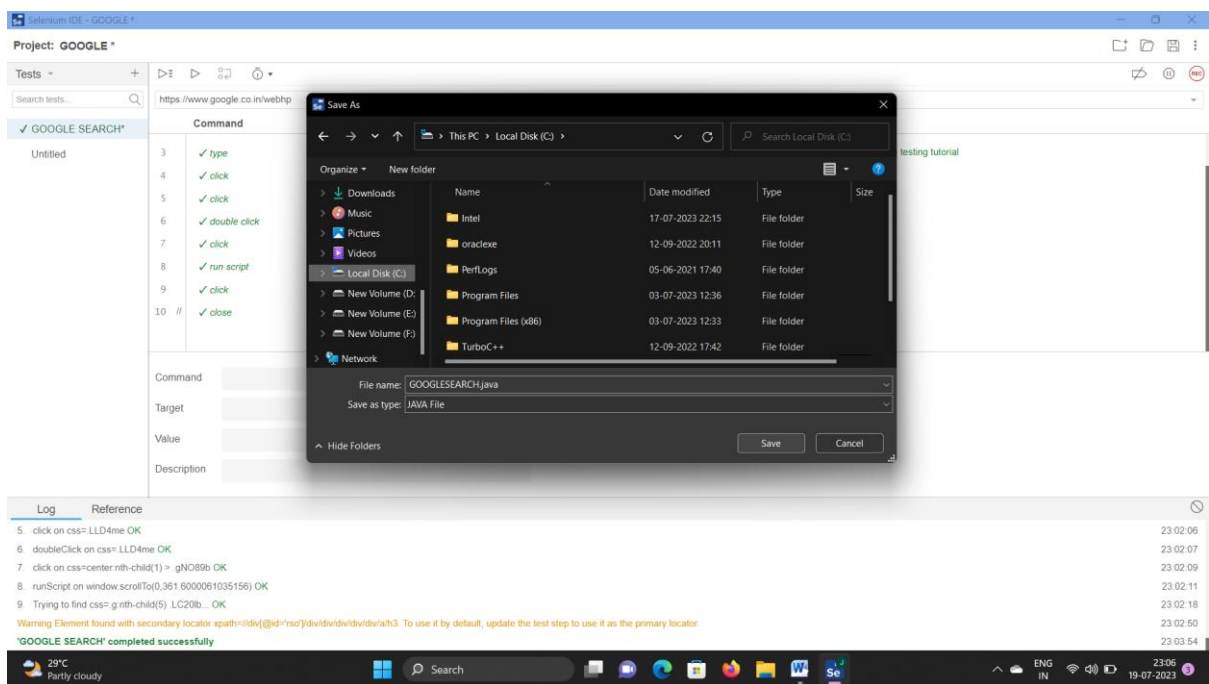 Selenium IDE - GOOGLE *
Project: GOOGLE *
Tests
REC
Search tests...
https://www.google.co.in/webhp
✓ GOOGLE SEARCH*
Untitled
Command
3 ✓ type testing tutorial
4 ✓ click
5 ✓ click
6 ✓ double click
7 ✓ click
8 ✓ run script
9 ✓ click
10 // ✓ close
Command
Target
Value
Description
Save As
This PC > Local Disk (C:) >
Search Local Disk (C:)
Organize New folder
Downloads
Music
Pictures
Videos
Local Disk (C:)
New Volume (D:
New Volume (E:)
New Volume (F:)
Network
Name Date modified Type Size
Intel 17-07-2023 22:15 File folder
oraclexe 12-09-2022 20:11 File folder
PerfLogs 05-06-2021 17:40 File folder
Program Files 03-07-2023 12:36 File folder
Program Files (x86) 03-07-2023 12:33 File folder
TurboC++ 12-09-2022 17:42 File folder
File name: GOOGLESEARCH.java
Save as type: JAVA File
Hide Folders
Save Cancel
Log Reference
5. click on css=.LLD4me OK 23:02:06
6. doubleClick on css=.LLD4me OK 23:02:07
7. click on css=center:nth-child(1) > .gNO89b OK 23:02:09
8. runScript on window.scrollTo(0,361.6000061035156) OK 23:02:11
9. Trying to find css=.g:nth-child(5) .LC20lb... OK 23:02:18
Warning Element found with secondary locator xpath=//div[@id='rso']/div/div/div/div/div/a/h3. To use it by default, update the test step to use it as the primary locator. 23:02:50
'GOOGLE SEARCH' completed successfully 23:03:54
29°C
Partly cloudy
Search
Se
ENG
IN
23:06
19-07-2023
3